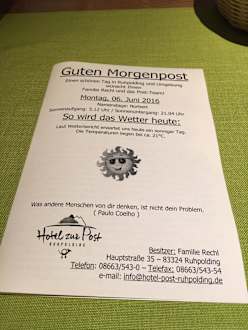 Guten Morgenpost
Einen schönen Tag in Ruhpolding und Umgebung
wünscht Ihnen
Familie Rechl und das Post-Team!
Montag, 06. Juni 2016
Namenstage: Norbert
Sonnenaufgang: 5.12 Uhr / Sonnenuntergang: 21.04 Uhr
So wird das Wetter heute:
Laut Wetterbericht erwartet uns heute ein sonniger Tag.
Die Temperaturen liegen bei ca. 21°C.
Was andere Menschen von dir denken, ist nicht dein Problem.
( Paulo Coelho )
Hotel zur Post
RUHPOLDING
Besitzer: Familie Rechl
Hauptstraße 35 – 83324 Ruhpolding
Telefon: 08663/543-0 – Telefax: 08663/543-54
e-mail: info@hotel-post-ruhpolding.de